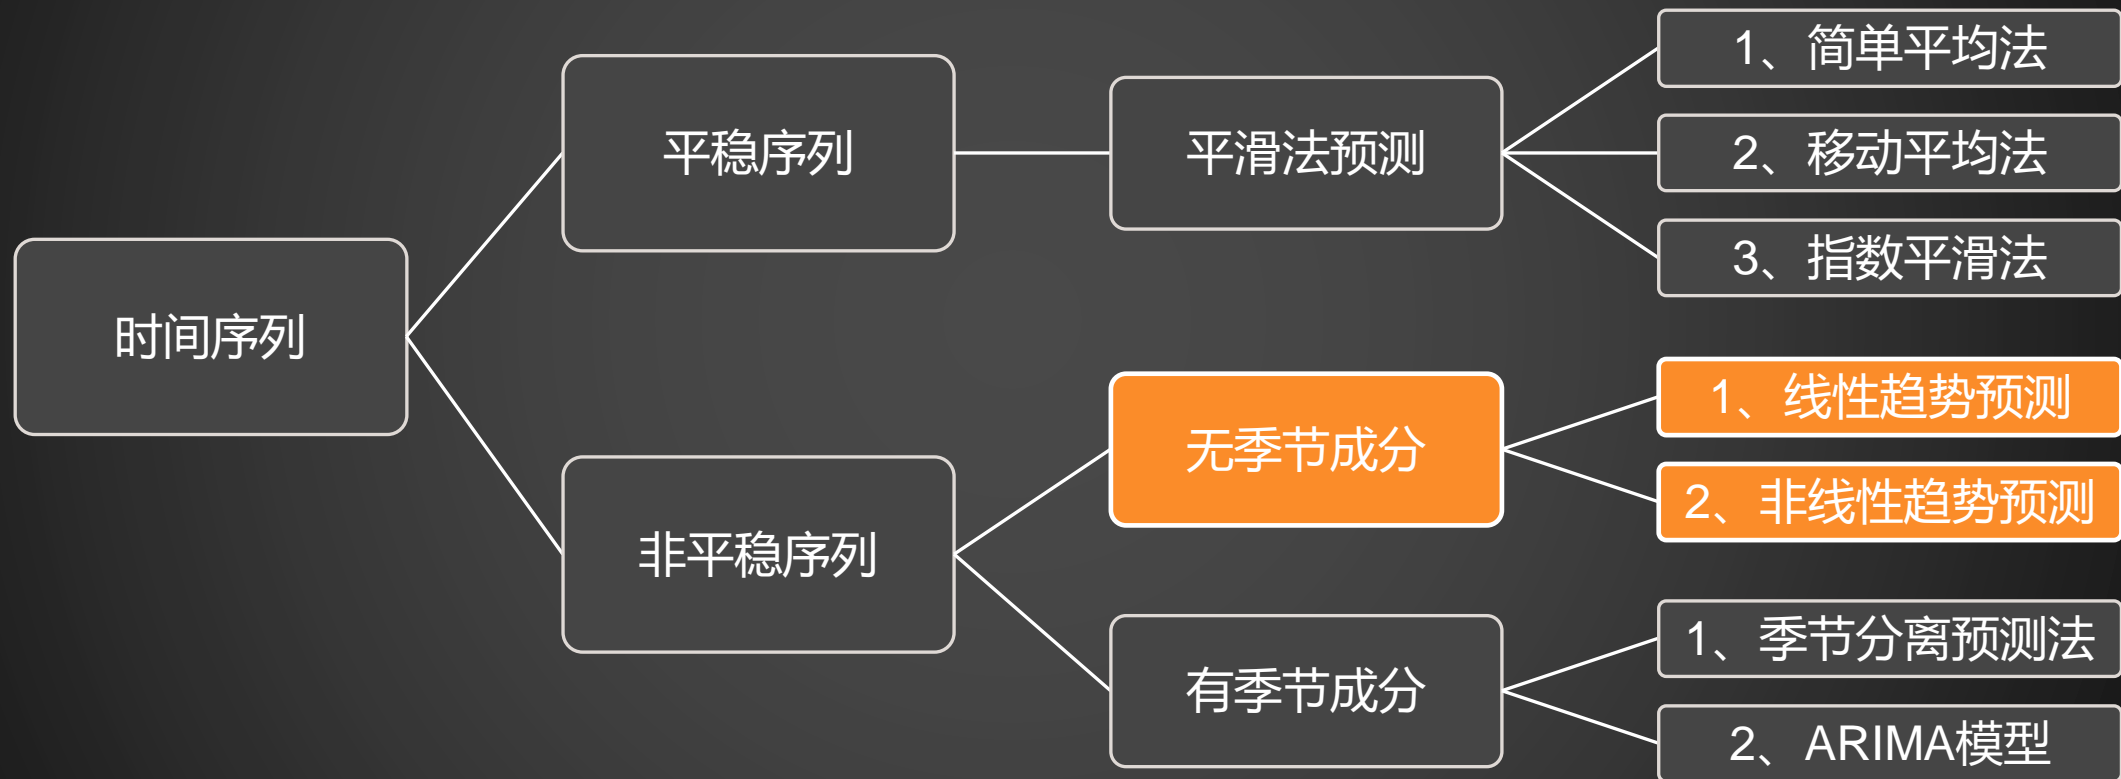 时间序列
平稳序列
平滑法预测
1、简单平均法
2、移动平均法
3、指数平滑法
非平稳序列
无季节成分
1、线性趋势预测
2、非线性趋势预测
有季节成分
1、季节分离预测法
2、ARIMA模型